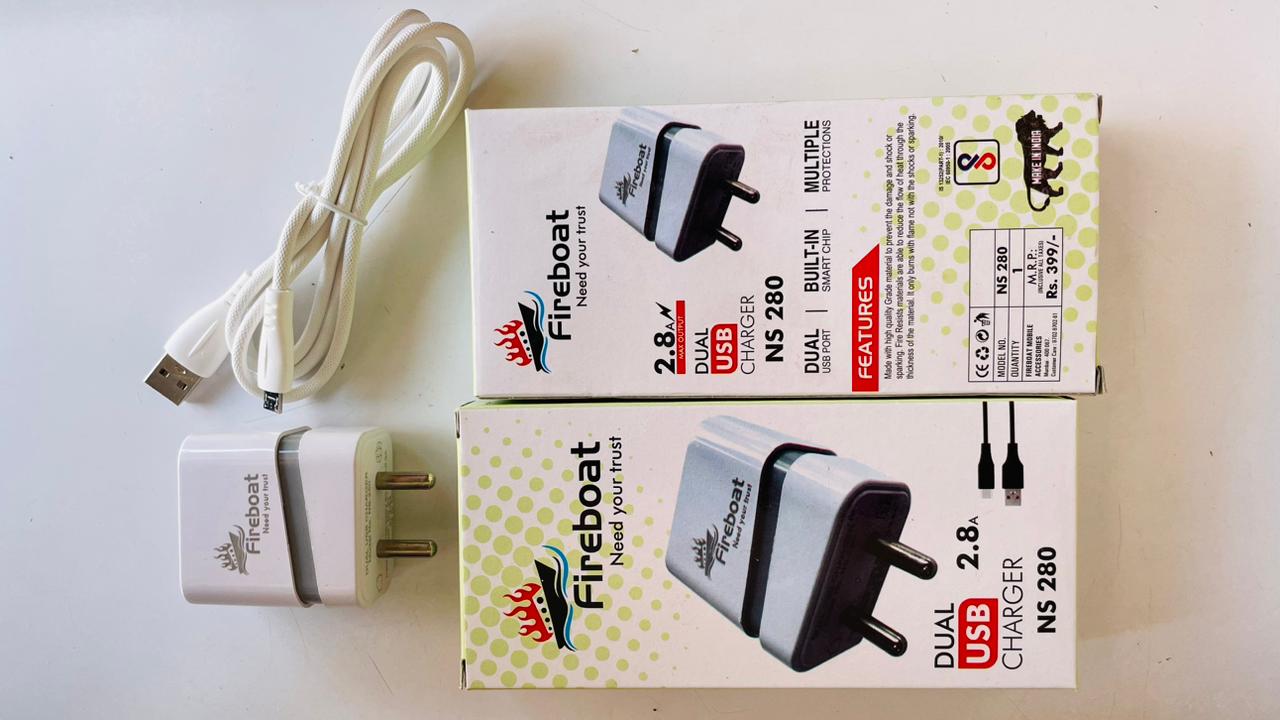 Fireboat
Need your trust
Fireboat
Need your trust
2.8A
MAX OUTPUT
DUAL
USB
CHARGER
NS 280
Fireboat
Need your trust
DUAL | BUILT-IN | MULTIPLE
USB PORT SMART CHIP PROTECTIONS
FEATURES
Made with high quality Grade material to prevent the damage and shock or
sparking. Fire Resists materials are able to reduce the flow of heat through the
thickness of the material. It only burns with flame not with the shocks or sparking.
IEC 60950-1 : 2005
MAKE IN INDIA
CE
MODEL NO. NS 280
QUANTITY 1
FIREBOAT MOBILE
ACCESSORIES
M.R.P.:
(INCLUSIVE ALL TAXES)
Rs. 399/-
Fireboat
Need your trust
Fireboat
Need your trust
DUAL 2.8A
USB
CHARGER
NS 280